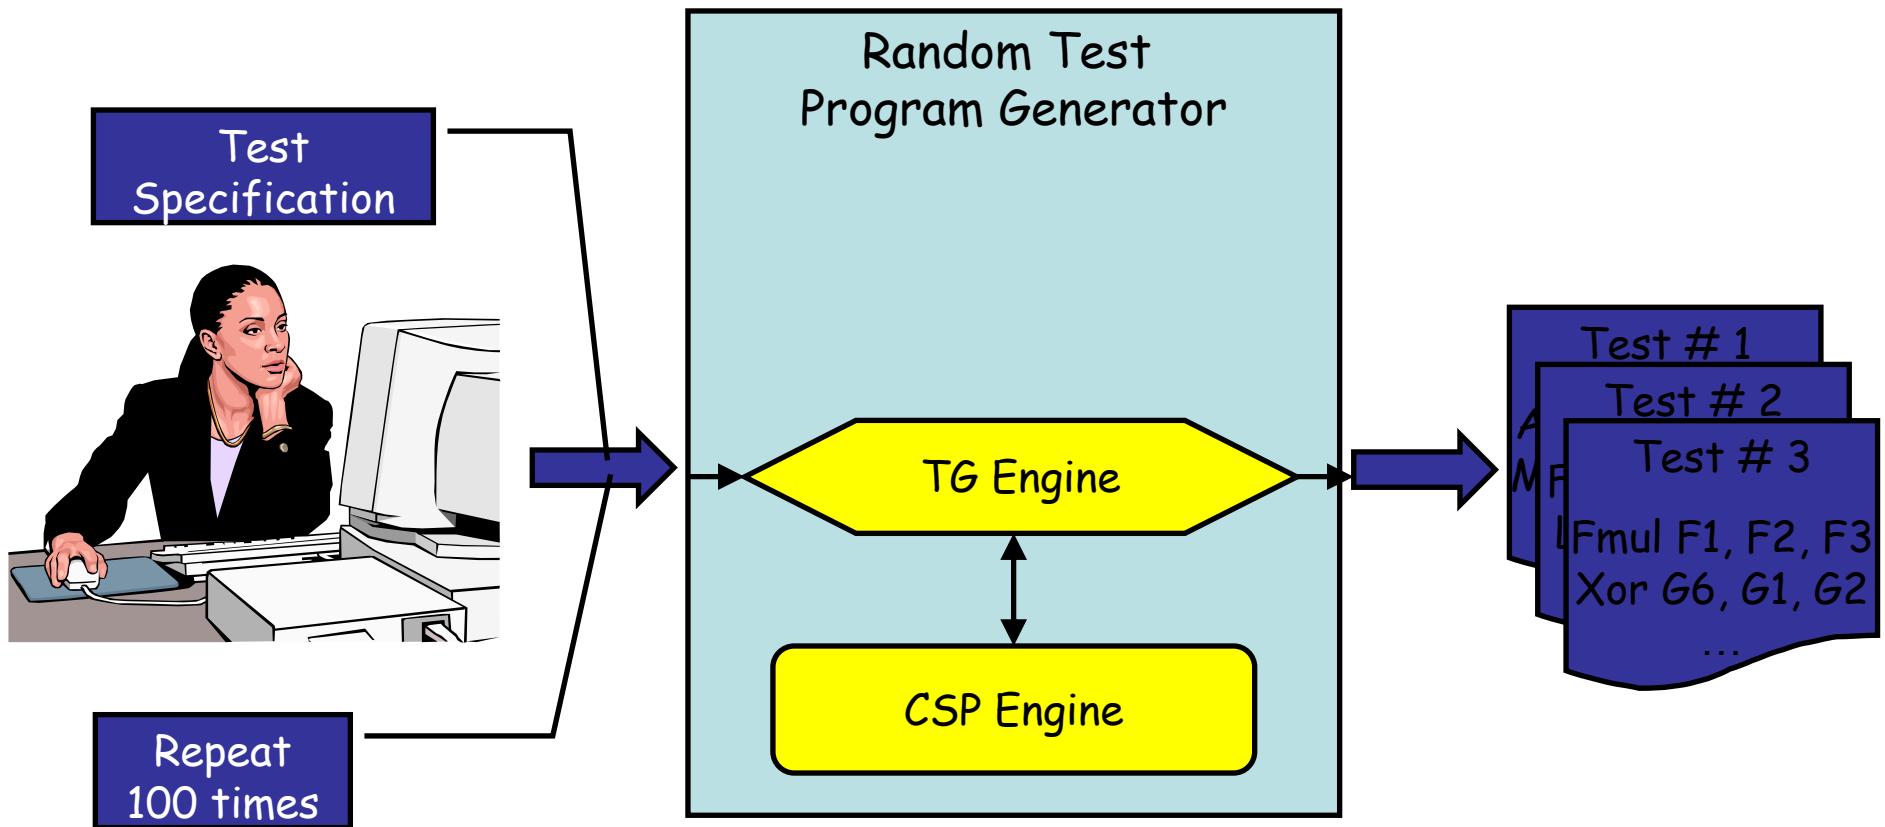 Random Test
Program Generator
Test
Specification
Repeat
100 times
TG Engine
CSP Engine
Test # 1
Test # 2
Test # 3
Fmul F1, F2, F3
Xor G6, G1, G2
...